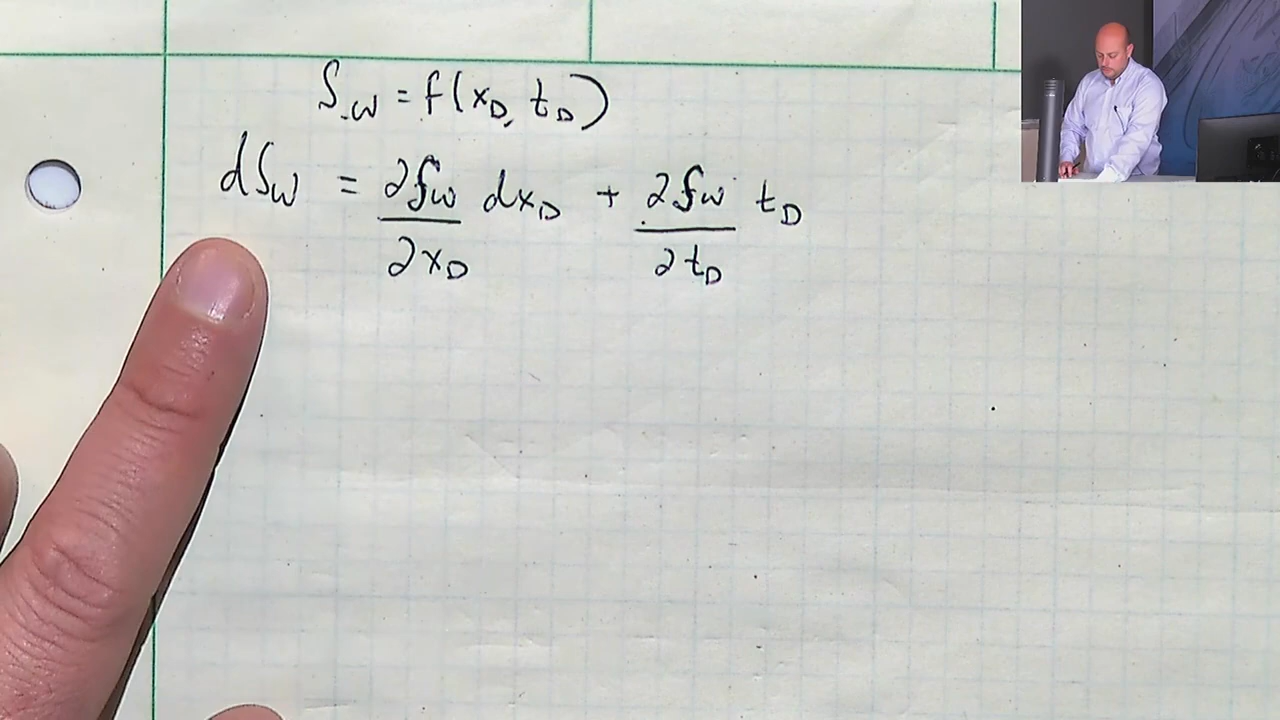 S_w = f(x_D, t_D)
dS_w = ∂f_w/∂x_D dx_D + ∂f_w/∂t_D t_D